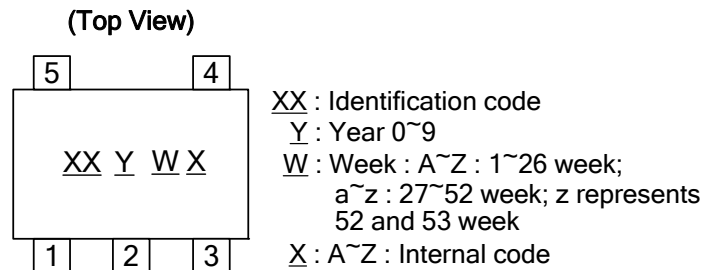 (Top View)
5 4
XX Y W X
1 2 3
XX : Identification code
Y : Year 0~9
W : Week : A~Z : 1~26 week;
a~z : 27~52 week; z represents
52 and 53 week
X : A~Z : Internal code